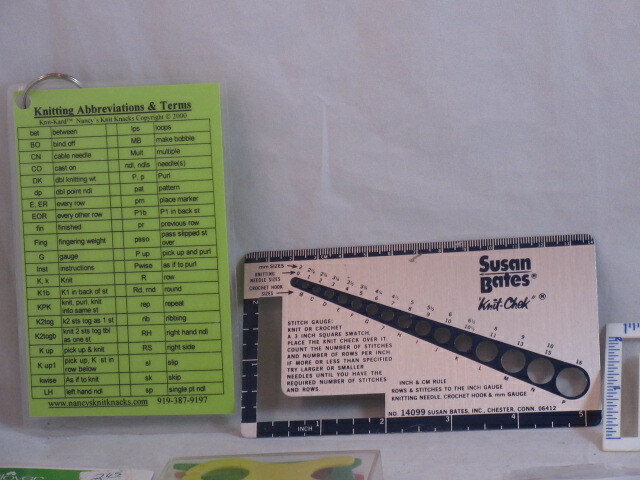 Knitting Abbreviations & Terms
Knit-Kard™ Nancy's Knit Knacks Copyright © 2000
bet between lps loops
BO bind off MB make bobble
CN cable needle Mult multiple
CO cast on ndl, ndls needle(s)
DK dbl knitting wt P, p Purl
dp dbl point ndl pat pattern
E, ER every row pm place marker
EOR every other row P1b P1 in back st
fin finished pr previous row
Fing fingering weight psso pass slipped st over
G gauge P up pick up and purl
Inst instructions Pwise as if to purl
K, k Knit R row
K1b K1 in back of st Rd, rnd round
KPK knit, purl, knit into same st rep repeat
K2tog k2 sts tog as 1 st rib ribbing
K2togb knit 2 sts tog tbl as one st RH right hand ndl
K up pick up & knit RS right side
K up1 pick up, K st in row below sl slip
kwise As if to knit sk skip
LH left hand ndl sp single pt ndl
www.nancysknitknacks.com 919-387-9197
mm SIZES
KNITTING NEEDLE SIZES
CROCHET HOOK SIZES
Susan
Bates®
"Knit-Chek"®
STITCH GAUGE:
KNIT OR CROCHET
A 3 INCH SQUARE SWATCH.
PLACE THE KNIT CHECK OVER IT.
COUNT THE NUMBER OF STITCHES
AND NUMBER OF ROWS PER INCH.
IF MORE OR LESS THAN SPECIFIED
TRY LARGER OR SMALLER
NEEDLES UNTIL YOU HAVE THE
REQUIRED NUMBER OF STITCHES
AND ROWS.
INCH & CM RULE
ROWS & STITCHES TO THE INCH GAUGE
KNITTING NEEDLE, CROCHET HOOK & mm GAUGE
NO. 14099 SUSAN BATES, INC., CHESTER, CONN. 06412
INCH 1 2 3 4 5